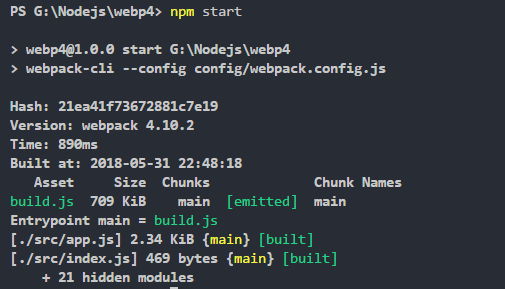 PS G:\Nodejs\webp4> npm start
> webp4@1.0.0 start G:\Nodejs\webp4
> webpack-cli --config config/webpack.config.js
Hash: 21ea41f73672881c7e19
Version: webpack 4.10.2
Time: 890ms
Built at: 2018-05-31 22:48:18
Asset Size Chunks Chunk Names
build.js 709 KiB main [emitted] main
Entrypoint main = build.js
[./src/app.js] 2.34 KiB {main} [built]
[./src/index.js] 469 bytes {main} [built]
+ 21 hidden modules